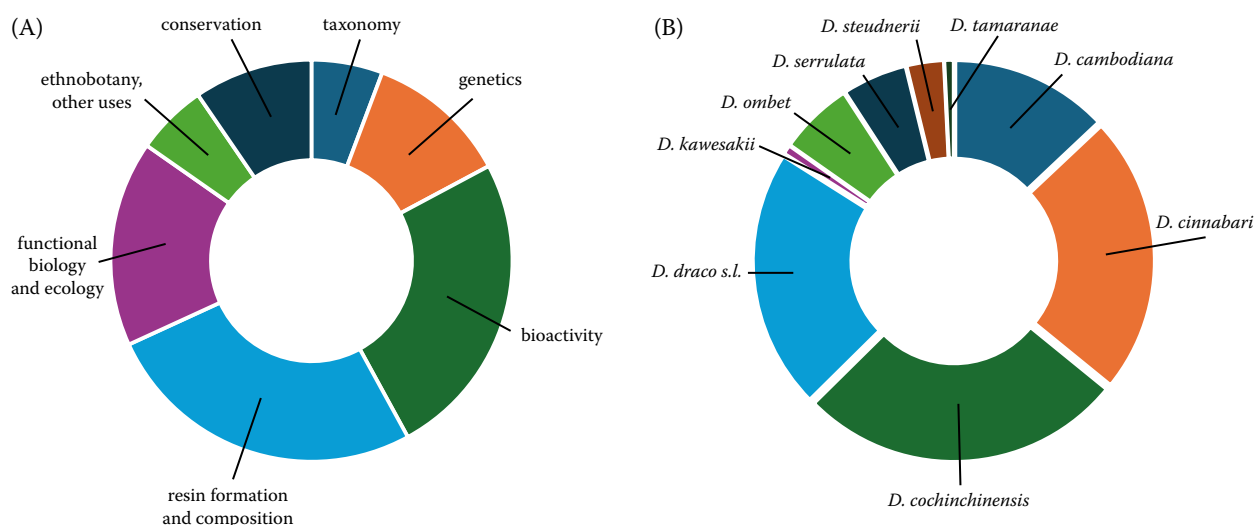 (A)
conservation
taxonomy
ethnobotany,
other uses
genetics
functional
biology
and ecology
bioactivity
resin formation
and composition
(B)
D. steudnerii
D. tamaranae
D. serrulata
D. cambodiana
D. ombet
D. kawesakii
D. cinnabari
D. draco s.l.
D. cochinchinensis